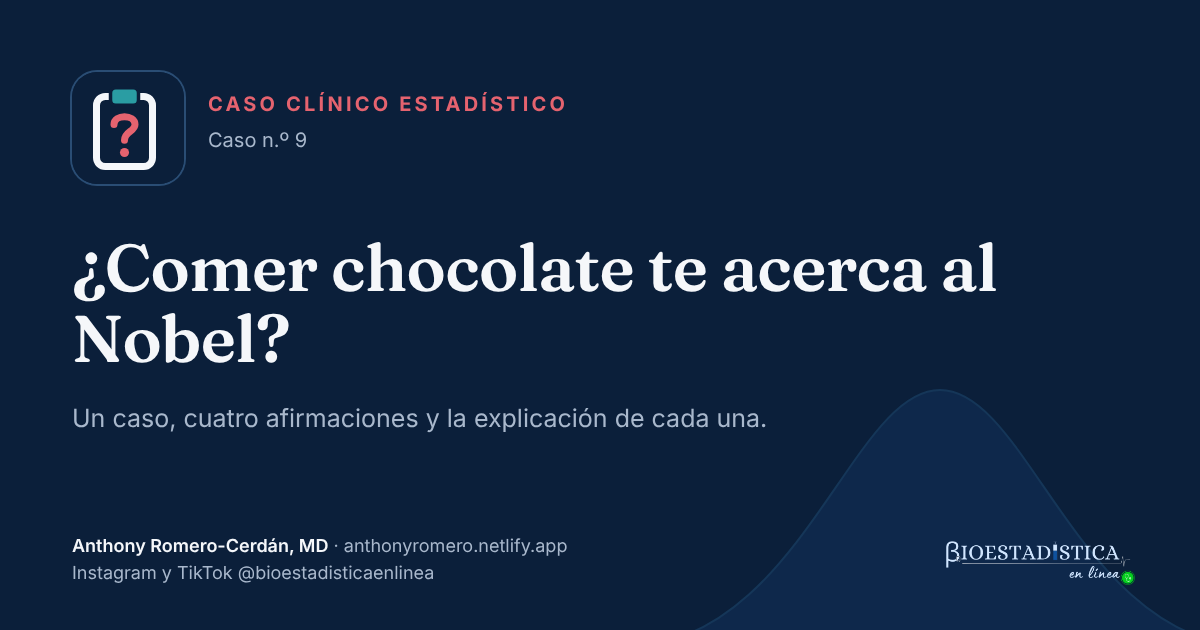 CASO CLÍNICO ESTADÍSTICO
Caso n.º 9
¿Comer chocolate te acerca al
Nobel?
Un caso, cuatro afirmaciones y la explicación de cada una.
Anthony Romero-Cerdán, MD · anthonyromero.netlify.app
Instagram y TikTok @bioestadisticaenlinea
βIOESTADÍSTICA
en línea